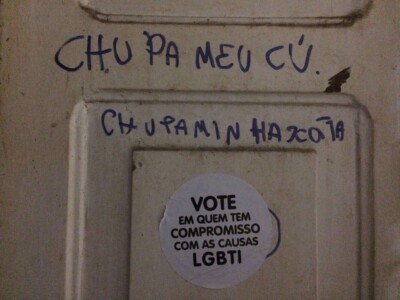 CHUPA MEU CÚ.
CHUPAMINHAXOTA
VOTE
EM QUEM TEM
COMPROMISSO
COM AS CAUSAS
LGBTI